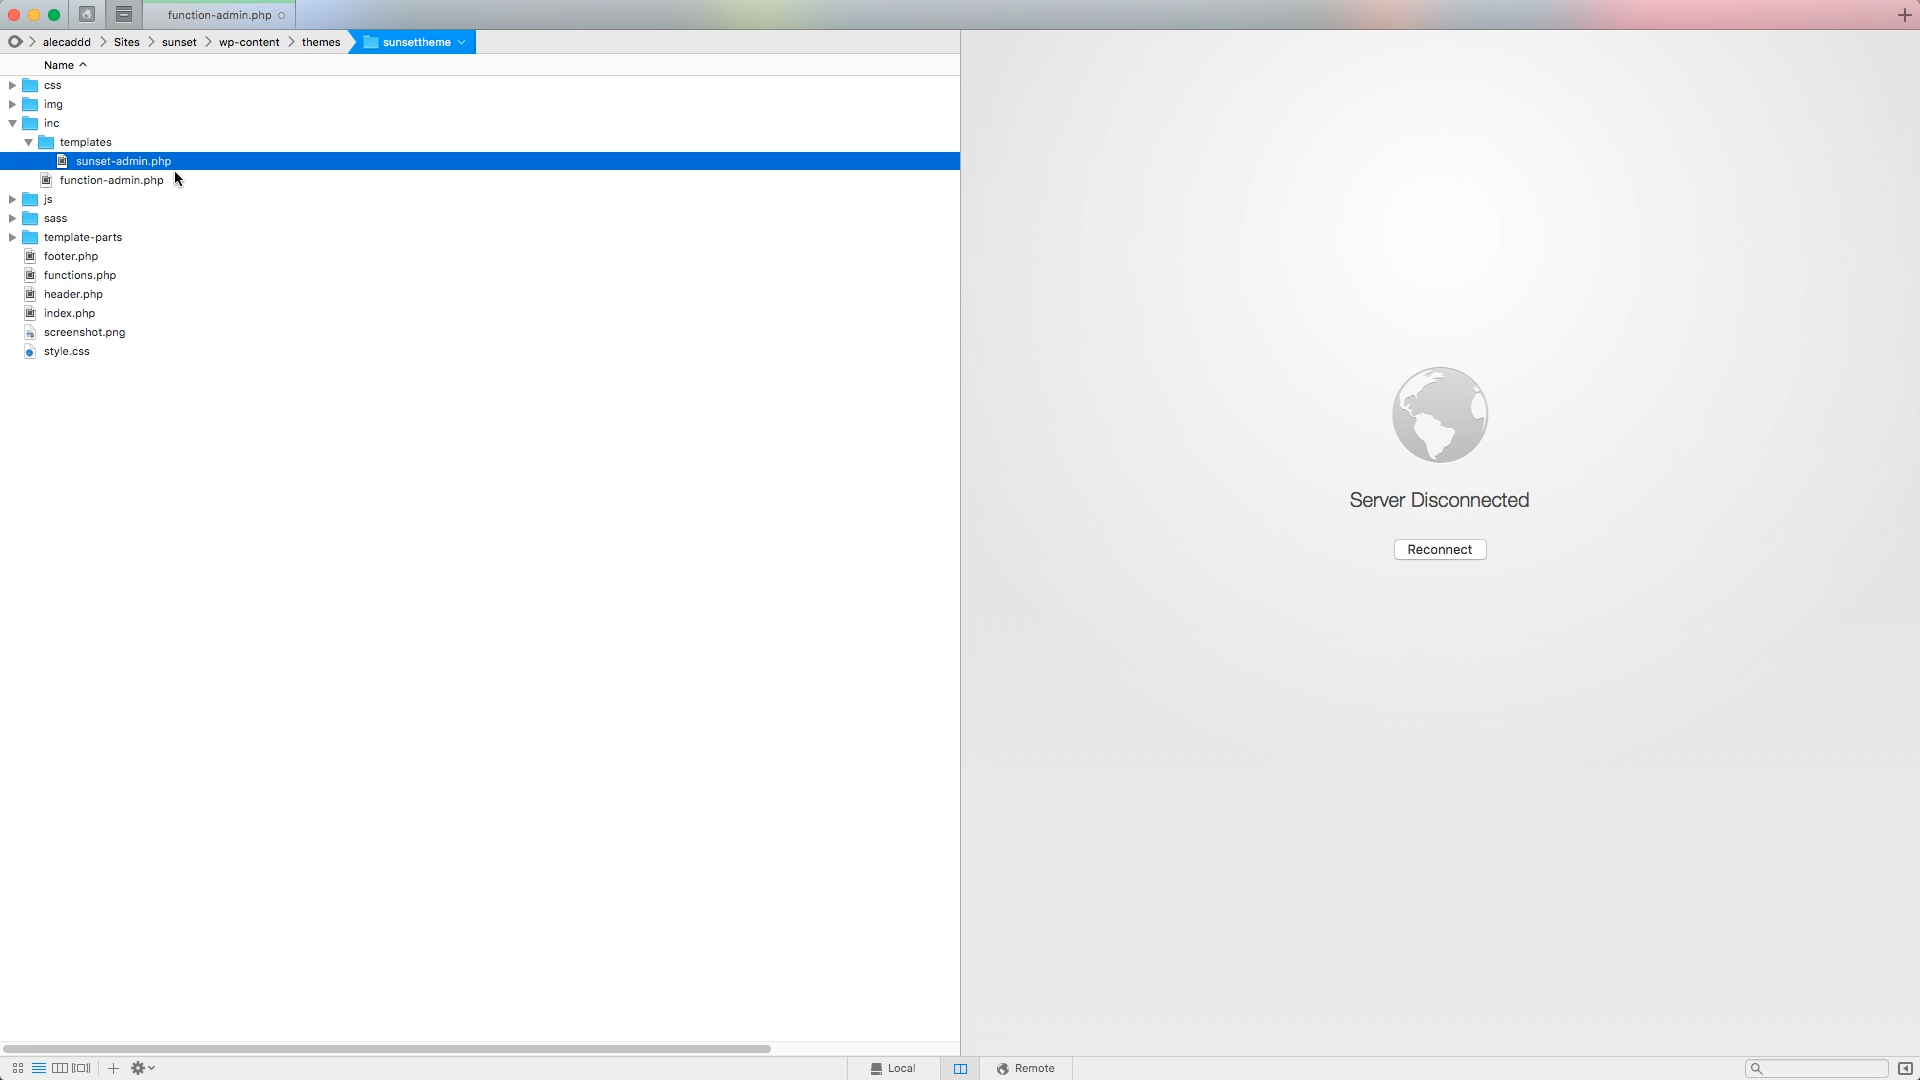 function-admin.php
alecaddd
Sites
sunset
wp-content
themes
sunsettheme
Name
css
img
inc
templates
sunset-admin.php
function-admin.php
js
sass
template-parts
footer.php
functions.php
header.php
index.php
screenshot.png
style.css
Server Disconnected
Reconnect
Local
Remote